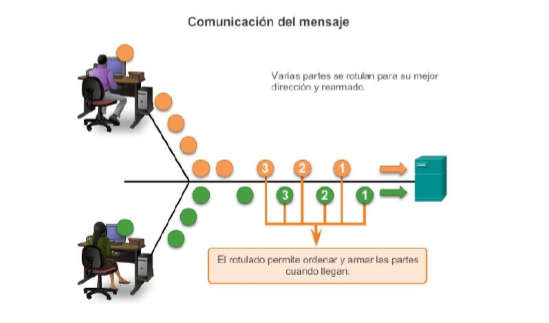 Comunicación del mensaje
Varias partes se rotulan para su mejor
dirección y rearmado.
3 2 1
3 2 1
El rotulado permite ordenar y armar las partes
cuando llegan.